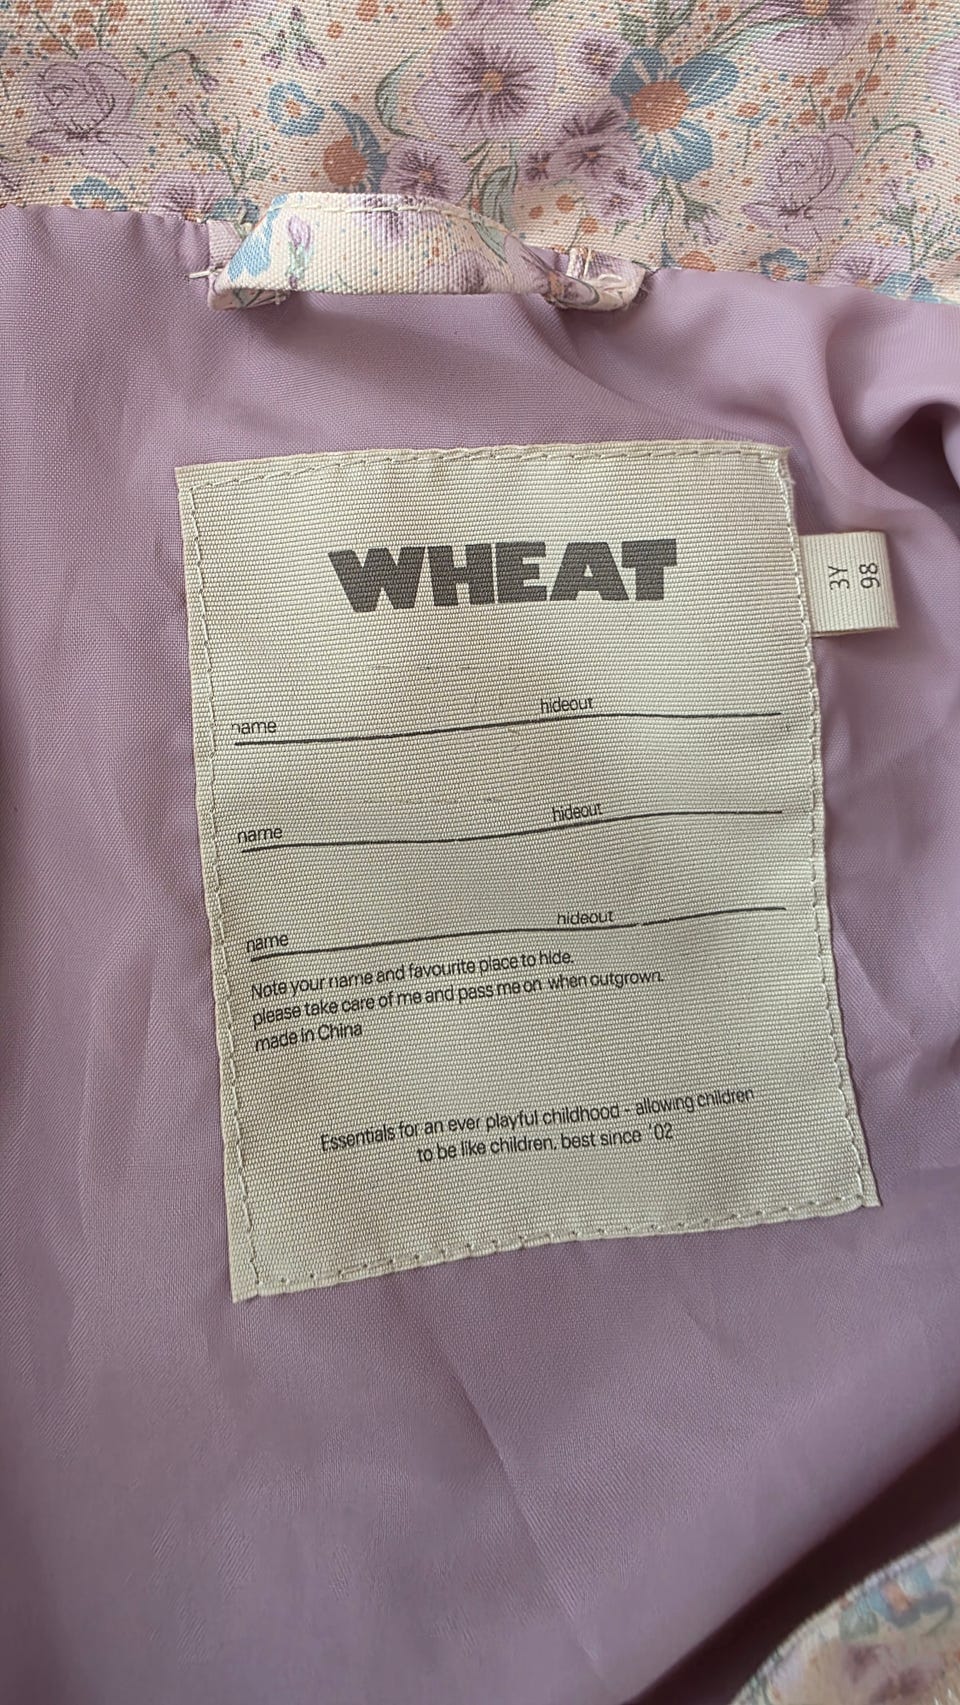 WHEAT
3Y
98
name hideout
name hideout
name hideout
Note your name and favourite place to hide.
please take care of me and pass me on when outgrown.
made in China
Essentials for an ever playful childhood - allowing children
to be like children, best since '02